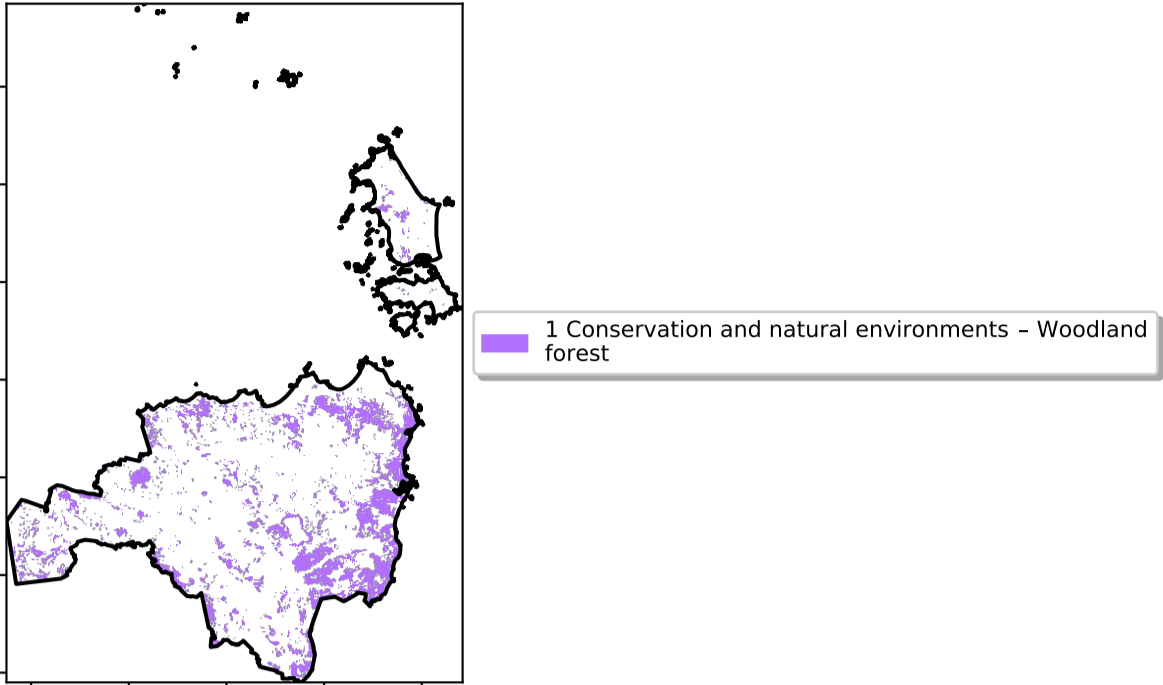 1 Conservation and natural environments – Woodland
forest